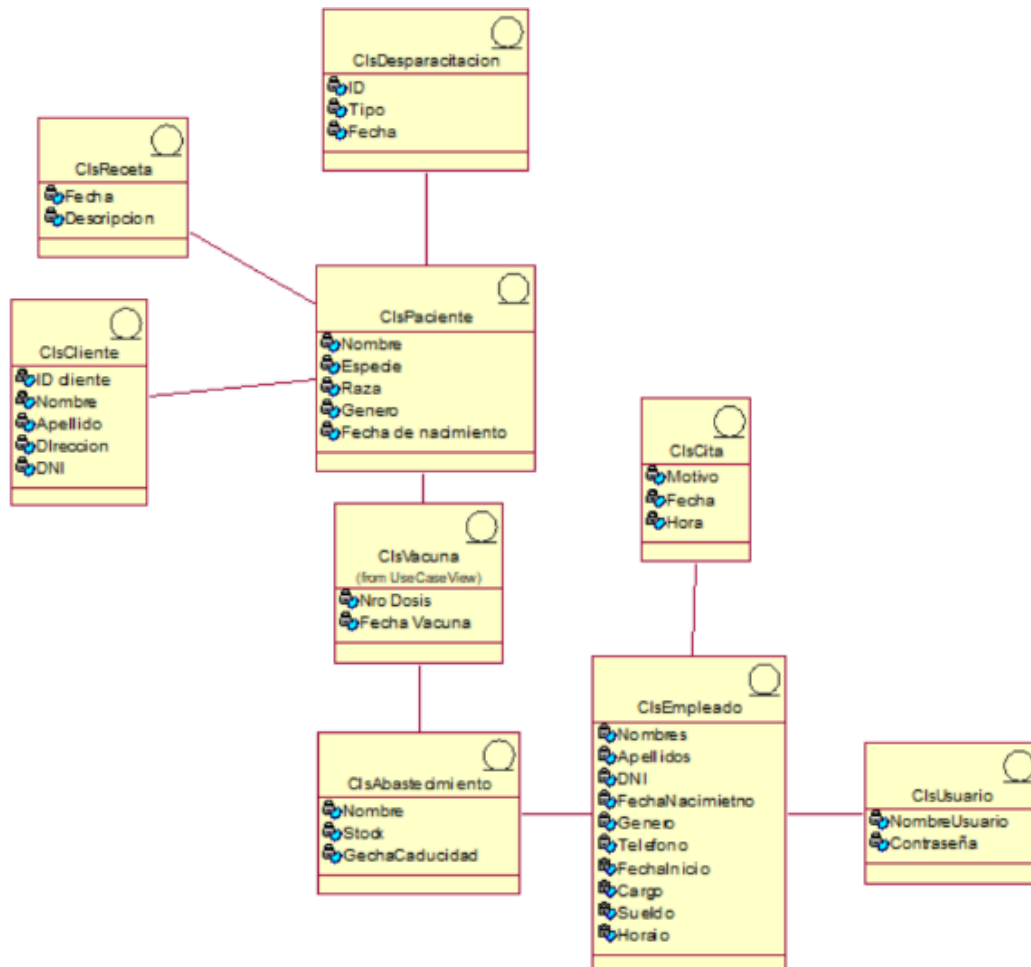 ClsDesparacitacion
ID
Tipo
Fecha
ClsReceta
Fecha
Descripcion
ClsPaciente
Nombre
Especie
Raza
Genero
Fecha de nacimiento
ClsCliente
ID cliente
Nombre
Apellido
DIreccion
DNI
ClsCita
Motivo
Fecha
Hora
ClsVacuna
(from UseCaseView)
Nro Dosis
Fecha Vacuna
ClsEmpleado
Nombres
Apellidos
DNI
FechaNacimietno
Genero
Telefono
FechaInicio
Cargo
Sueldo
Horaio
ClsAbastecimiento
Nombre
Stock
GechaCaducidad
ClsUsuario
NombreUsuario
Contraseña